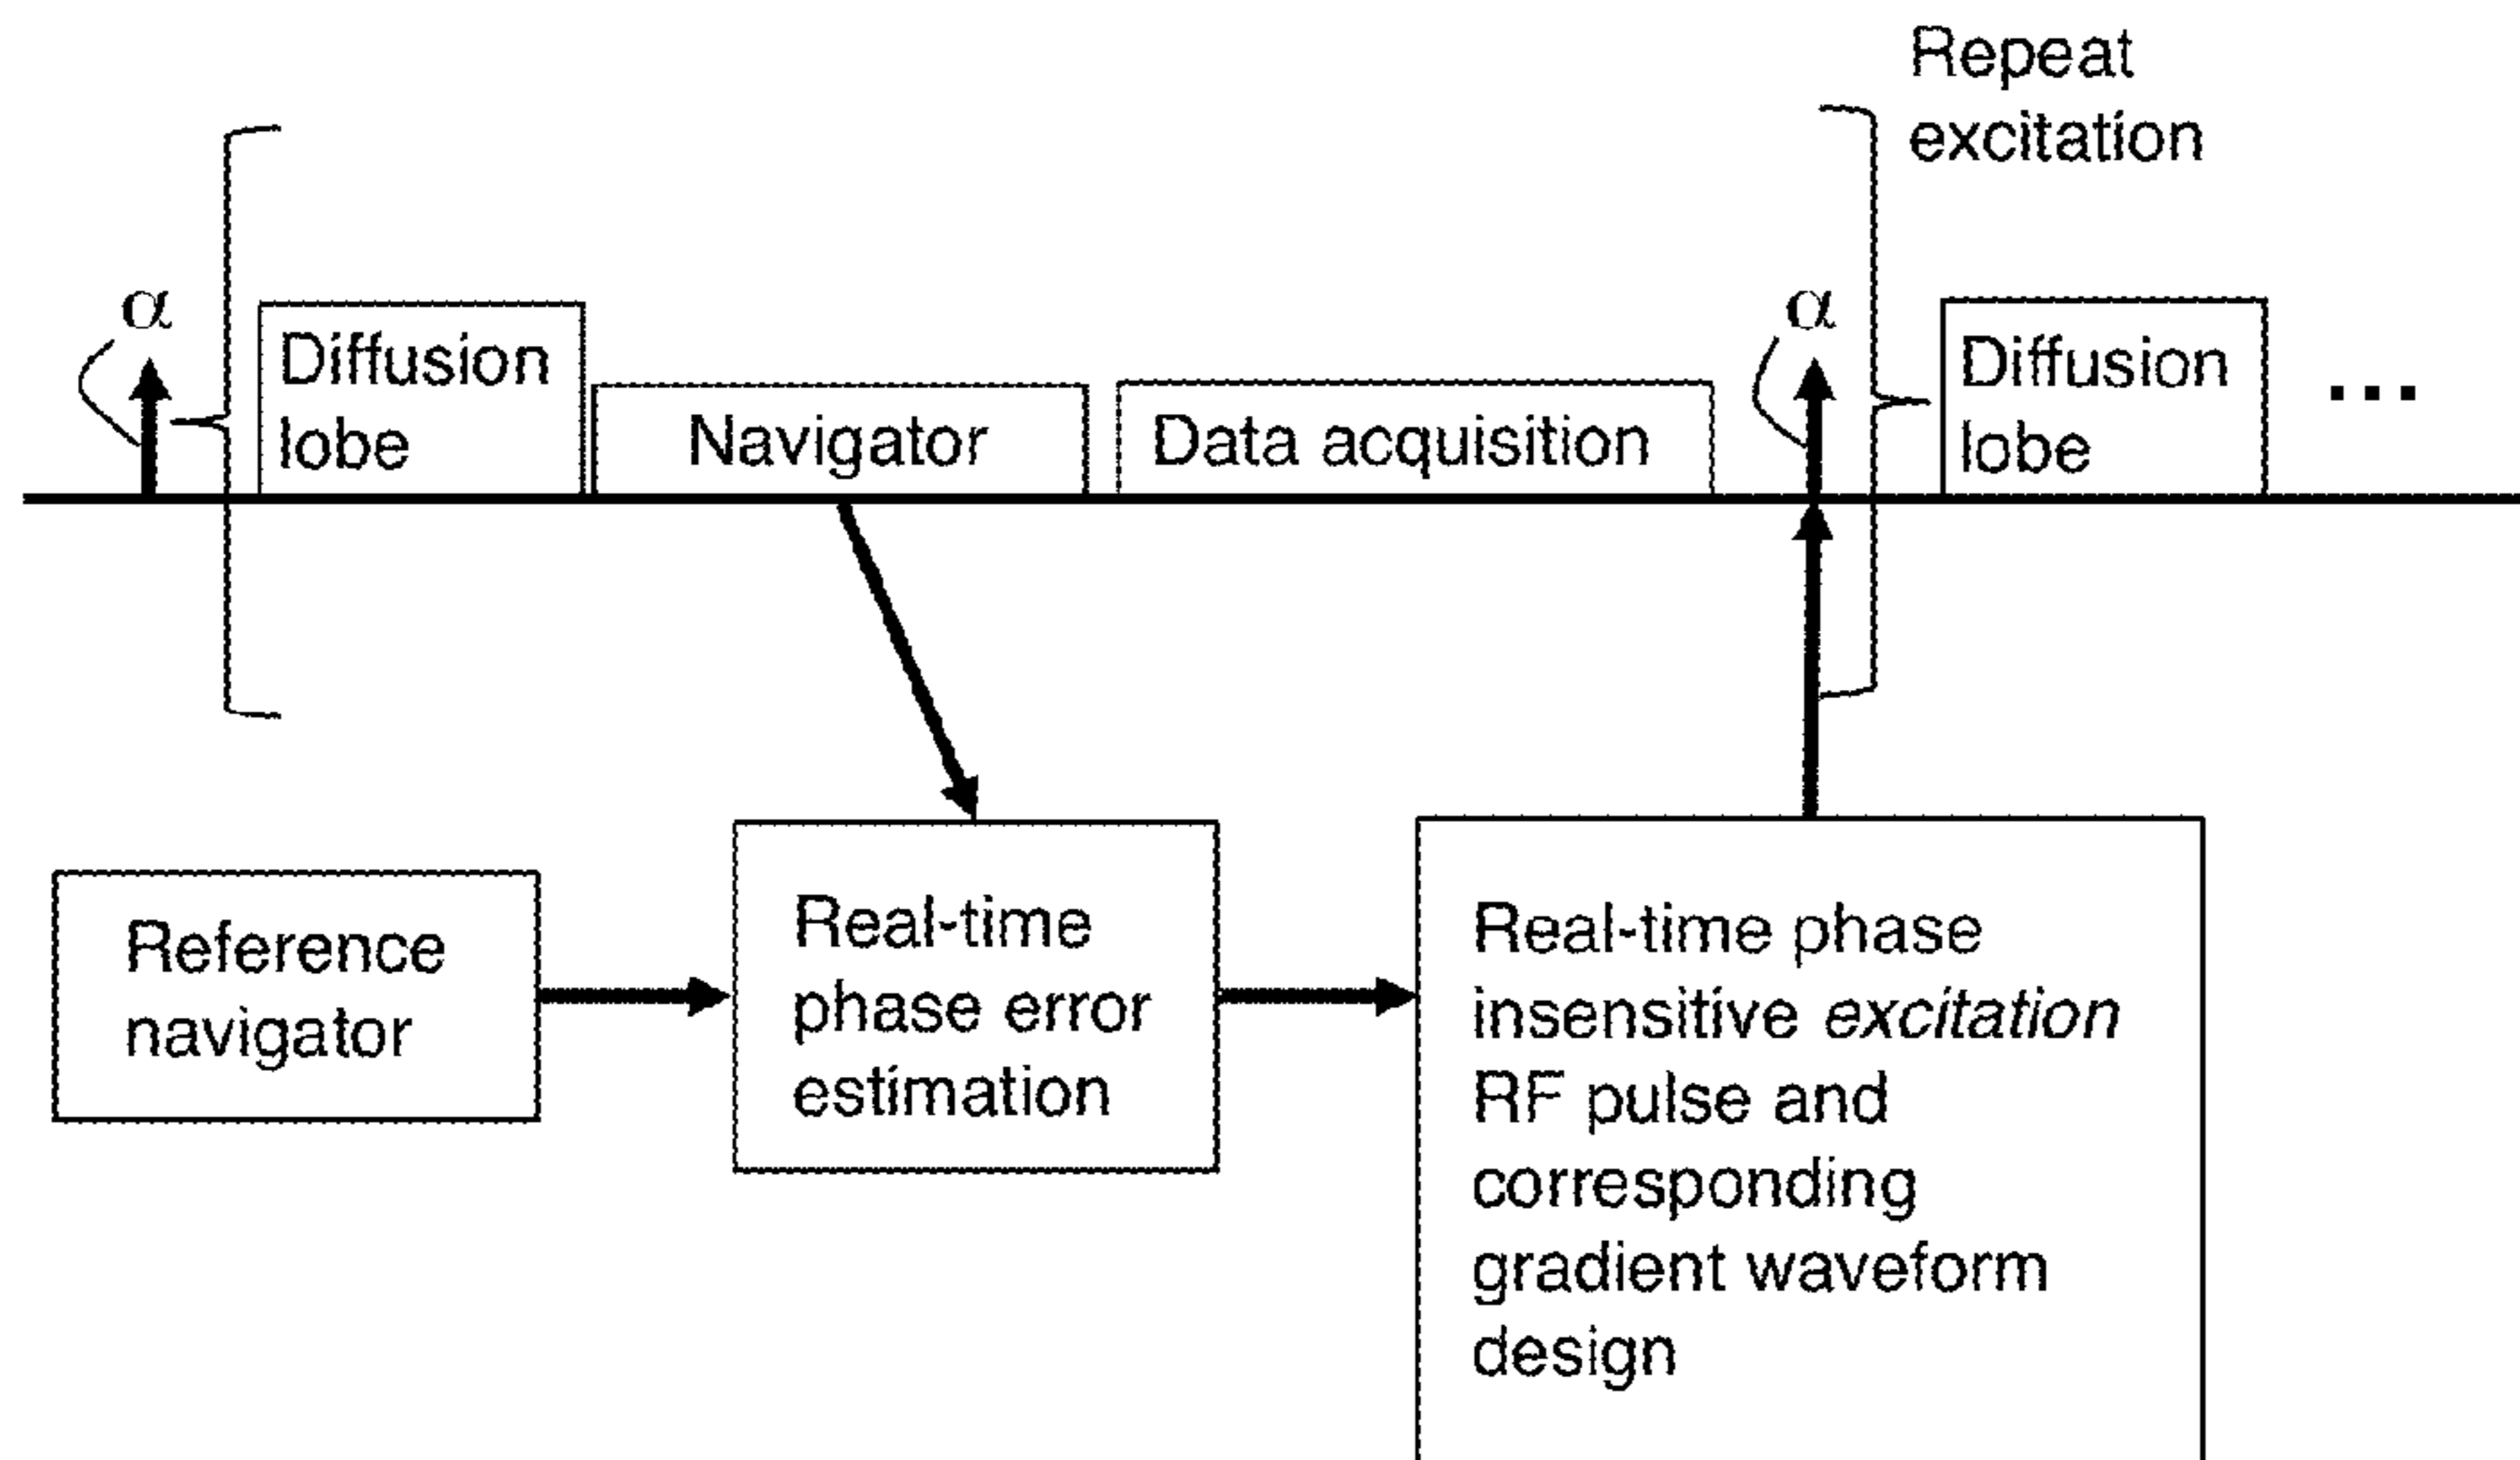 Repeat
excitation
α
Diffusion
lobe
Navigator
Data acquisition
α
Diffusion
lobe
...
Reference
navigator
Real-time
phase error
estimation
Real-time phase
insensitive excitation
RF pulse and
corresponding
gradient waveform
design